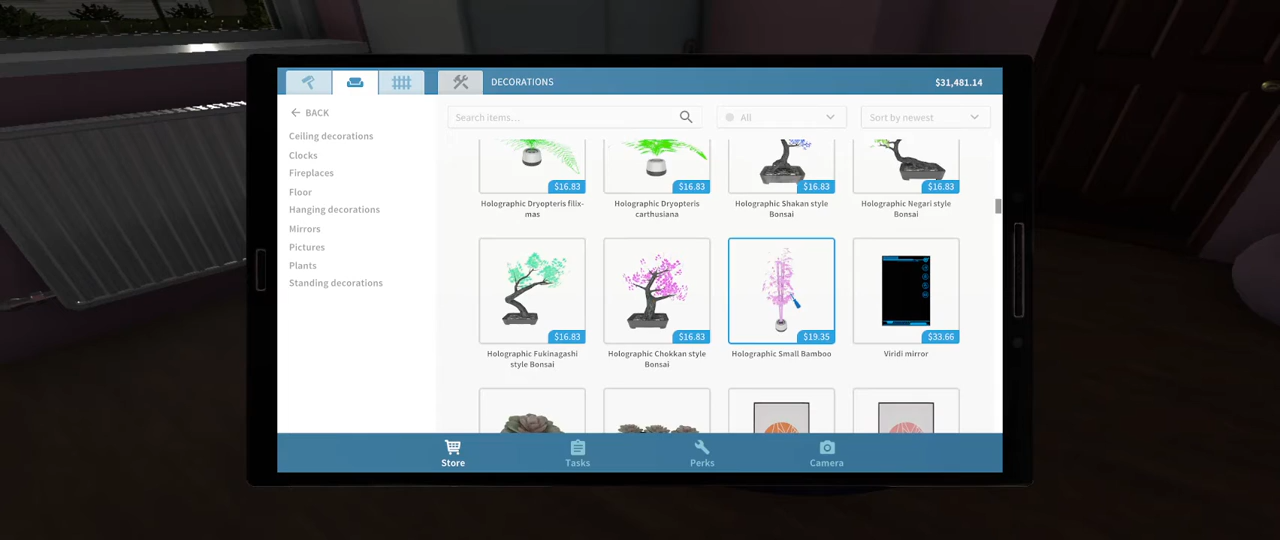 DECORATIONS
$31,481.14
BACK
Search items...
All
Sort by newest
Ceiling decorations
Clocks
Fireplaces
Floor
Hanging decorations
Mirrors
Pictures
Plants
Standing decorations
$16.83
$16.83
$16.83
$16.83
Holographic Dryopteris filix-
mas
Holographic Dryopteris
carthusiana
Holographic Shakan style
Bonsai
Holographic Negari style
Bonsai
$16.83
$16.83
$19.35
$33.66
Holographic Fukinagashi
style Bonsai
Holographic Chokkan style
Bonsai
Holographic Small Bamboo
Viridi mirror
Store
Tasks
Perks
Camera